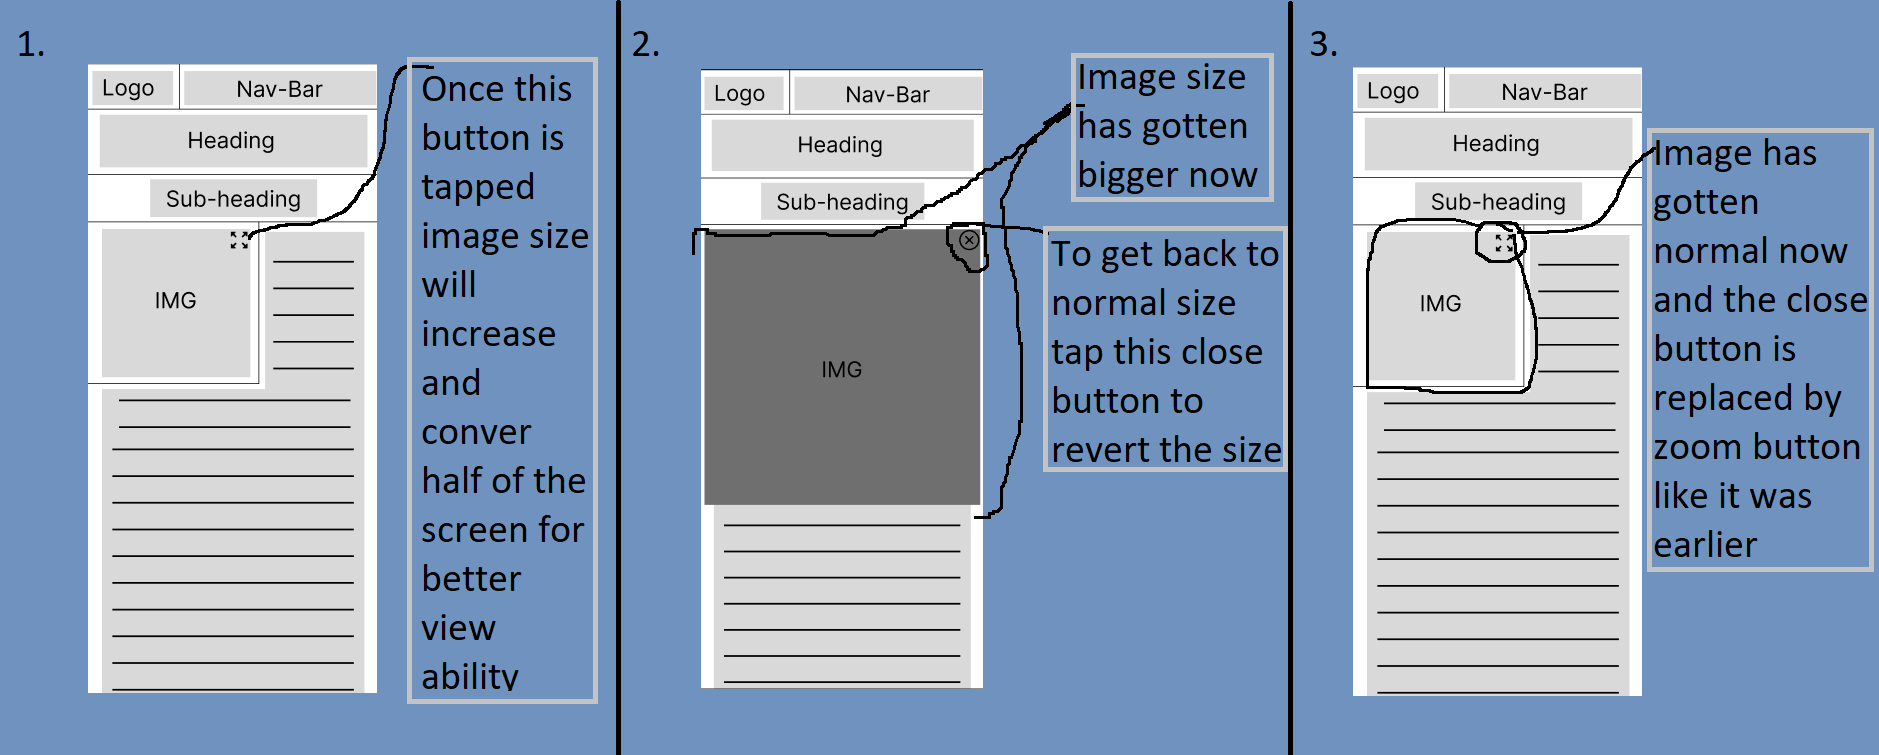 1.
Logo
Nav-Bar
Heading
Sub-heading
IMG
Once this
button is
tapped
image size
will
increase
and
conver
half of the
screen for
better
view
ability
2.
Logo
Nav-Bar
Heading
Sub-heading
IMG
Image size
has gotten
bigger now
To get back to
normal size
tap this close
button to
revert the size
3.
Logo
Nav-Bar
Heading
Sub-heading
IMG
Image has
gotten
normal now
and the close
button is
replaced by
zoom button
like it was
earlier